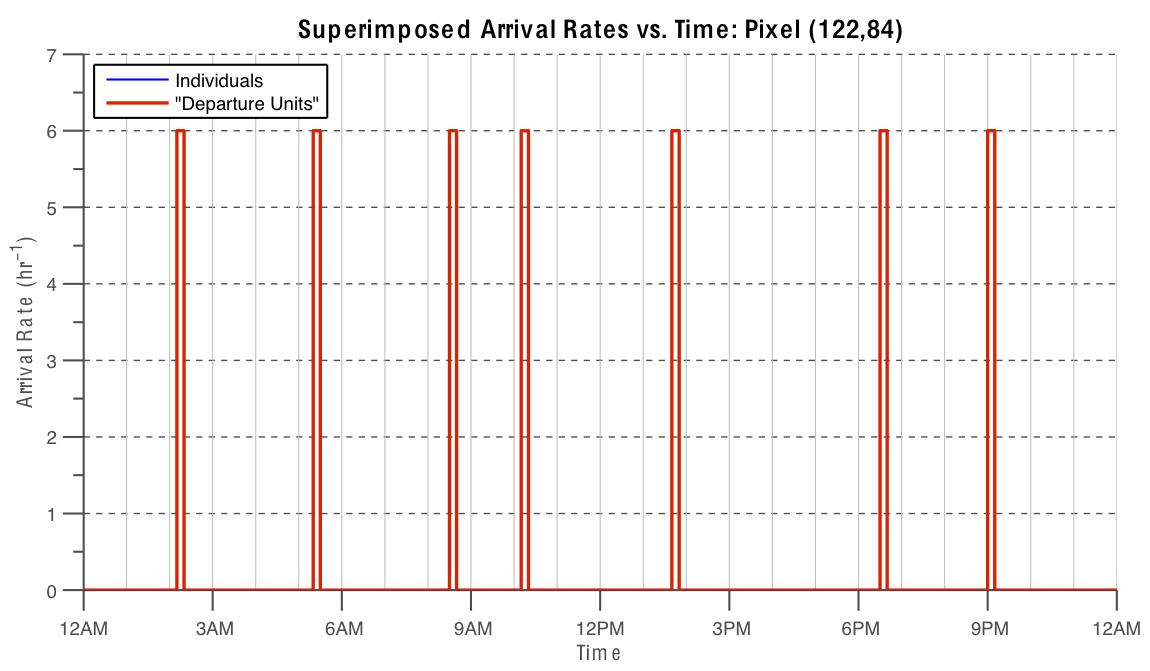 Superimposed Arrival Rates vs. Time: Pixel (122,84)
Individuals
"Departure Units"
7
6
5
4
3
2
1
0
Arrival Rate (hr⁻¹)
12AM 3AM 6AM 9AM 12PM 3PM 6PM 9PM 12AM
Time